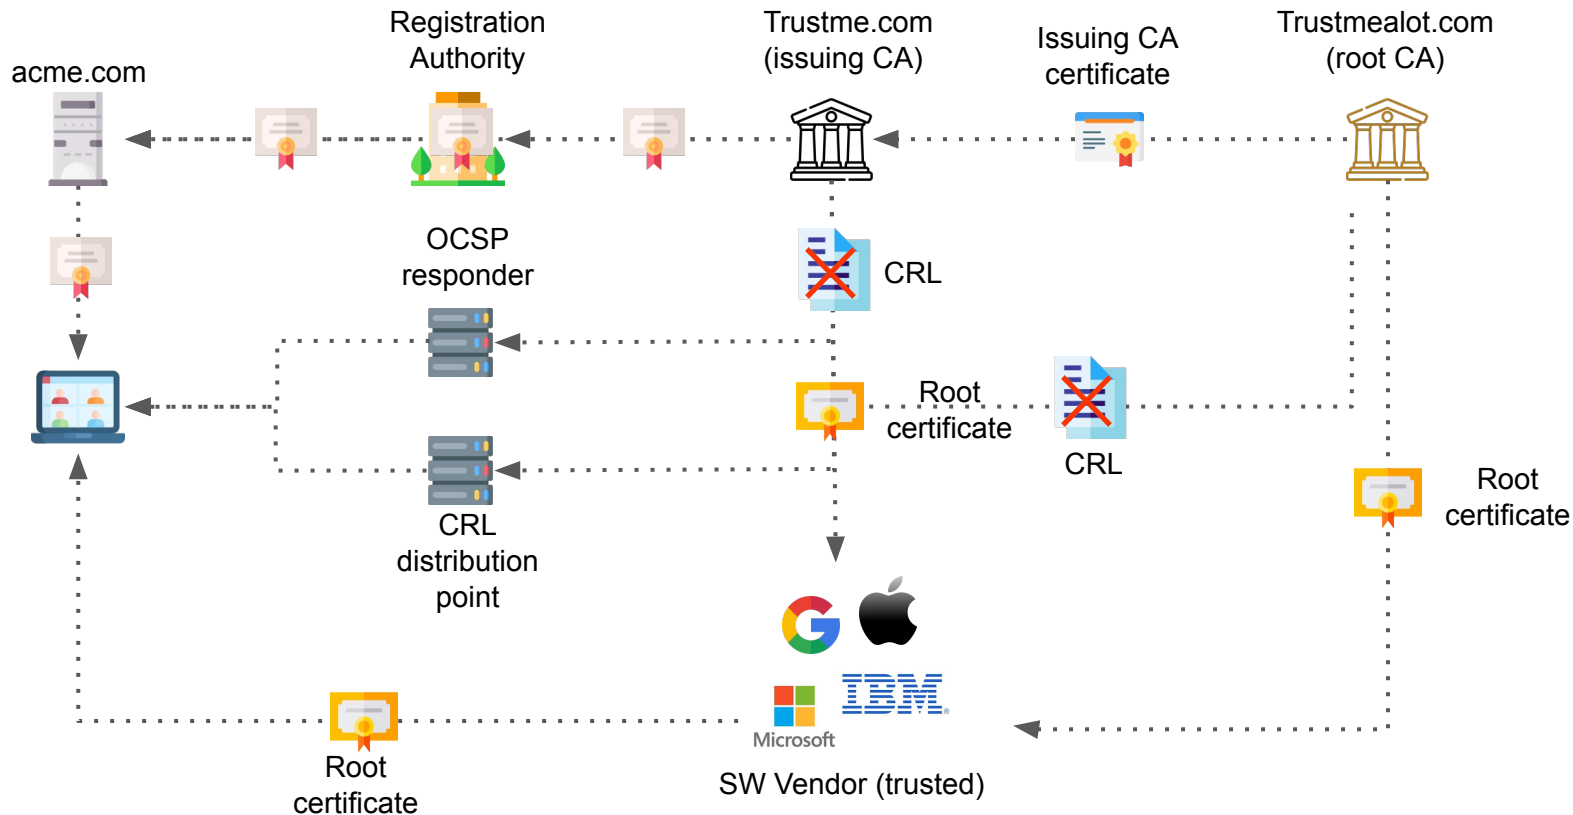 Registration
Authority
Trustme.com
(issuing CA)
Issuing CA
certificate
Trustmealot.com
(root CA)
acme.com
OCSP
responder
CRL
Root
certificate
CRL
Root
certificate
CRL
distribution
point
IBM
Microsoft
SW Vendor (trusted)
Root
certificate